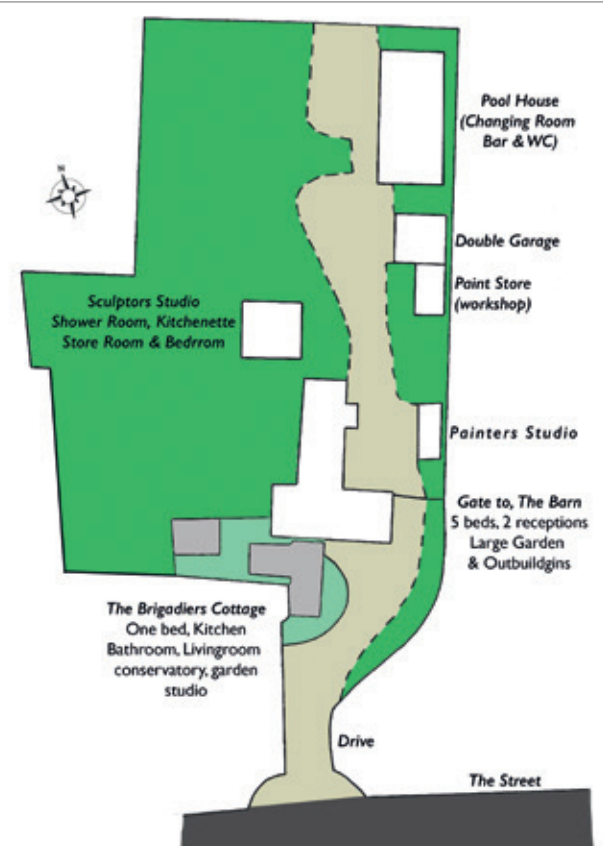 Pool House
(Changing Room
Bar & WC)
N
Double Garage
Paint Store
(workshop)
Sculptors Studio
Shower Room, Kitchenette
Store Room & Bedrrom
Painters Studio
Gate to, The Barn
5 beds, 2 receptions
Large Garden
& Outbuildgins
The Brigadiers Cottage
One bed, Kitchen
Bathroom, Livingroom
conservatory, garden
studio
Drive
The Street